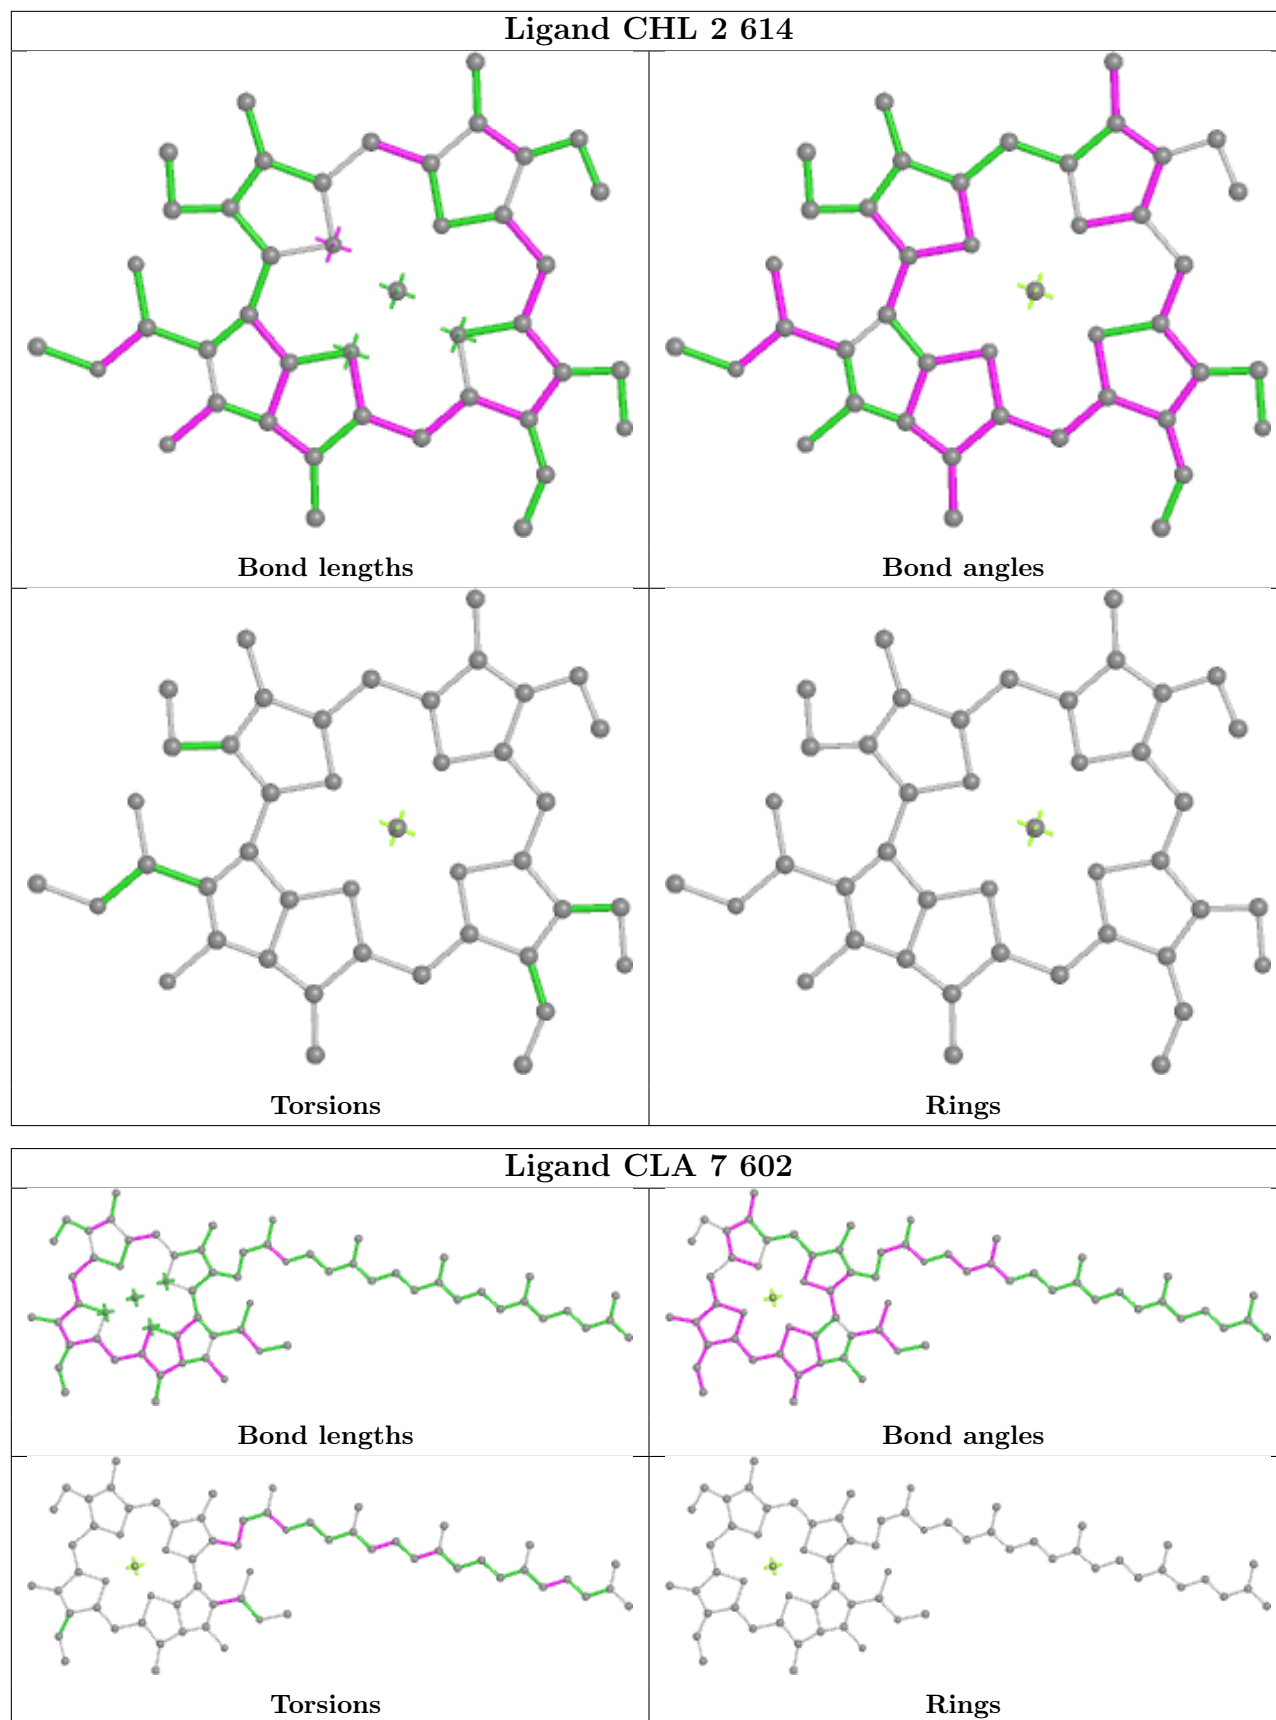 Ligand CHL 2 614
Bond lengths
Bond angles
Torsions
Rings
Ligand CLA 7 602
Bond lengths
Bond angles
Torsions
Rings